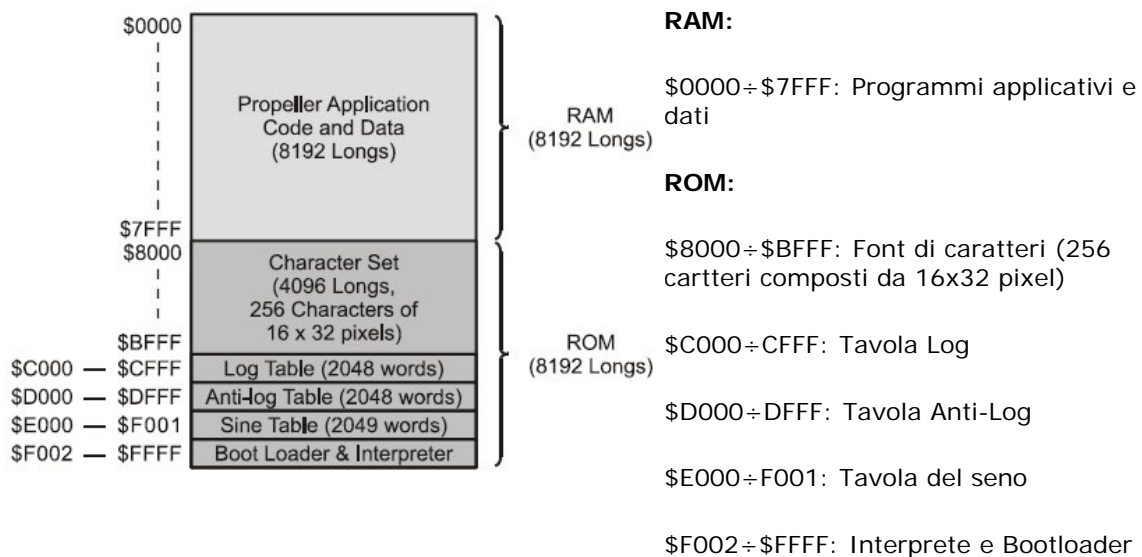 $0000
Propeller Application
Code and Data
(8192 Longs)
$7FFF
$8000
Character Set
(4096 Longs,
256 Characters of
16 x 32 pixels)
$BFFF
$C000 — $CFFF
Log Table (2048 words)
$D000 — $DFFF
Anti-log Table (2048 words)
$E000 — $F001
Sine Table (2049 words)
$F002 — $FFFF
Boot Loader & Interpreter
RAM
(8192 Longs)
ROM
(8192 Longs)
RAM:
$0000÷$7FFF: Programmi applicativi e
dati
ROM:
$8000÷$BFFF: Font di caratteri (256
cartteri composti da 16x32 pixel)
$C000÷CFFF: Tavola Log
$D000÷DFFF: Tavola Anti-Log
$E000÷F001: Tavola del seno
$F002÷$FFFF: Interprete e Bootloader